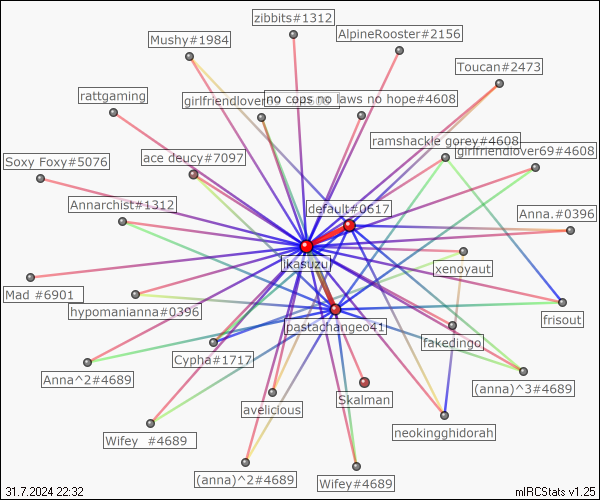 zibbits#1312
AlpineRooster#2156
Mushy#1984
Toucan#2473
rattgaming
girlfriendlover69
no cops no laws no hope#4608
ramshackle gorey#4608
girlfriendlover69#4608
ace deucy#7097
Soxy Foxy#5076
Annarchist#1312
default#0617
Anna.#0396
ikasuzu
xenoyaut
Mad #6901
hypomanianna#0396
pastachangeo41
frisout
fakedingo
Cypha#1717
Anna^2#4689
(anna)^3#4689
Skalman
avelicious
neokingghidorah
Wifey #4689
(anna)^2#4689
Wifey#4689
31.7.2024 22:32
mIRCStats v1.25